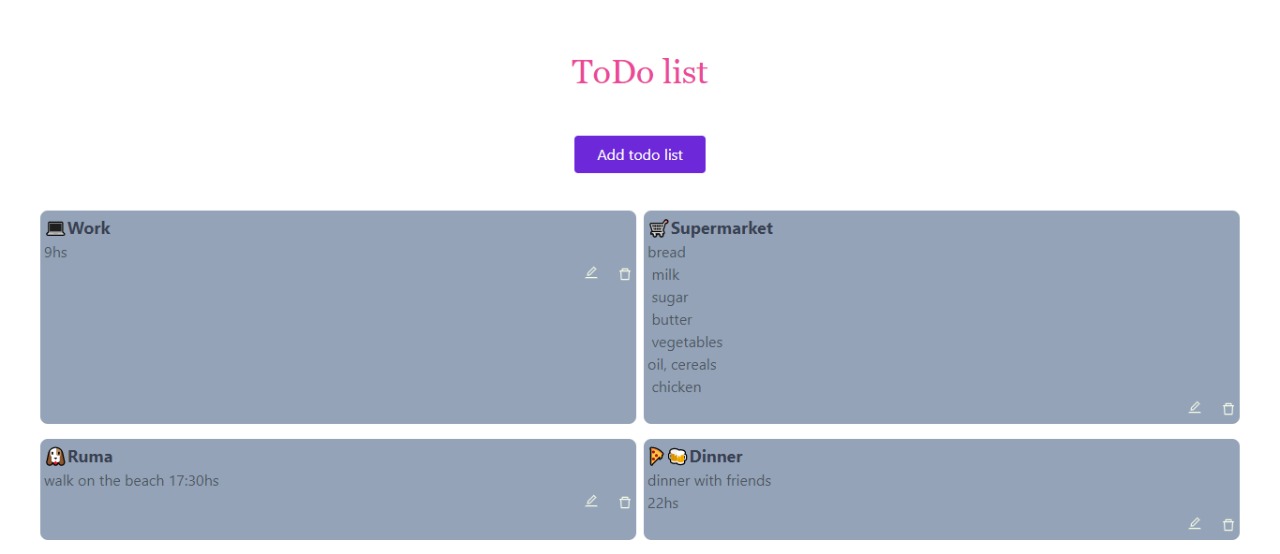 ToDo list
Add todo list
💻Work
9hs
🛒Supermarket
bread
milk
sugar
butter
vegetables
oil, cereals
chicken
🐶Ruma
walk on the beach 17:30hs
🍕🍻Dinner
dinner with friends
22hs